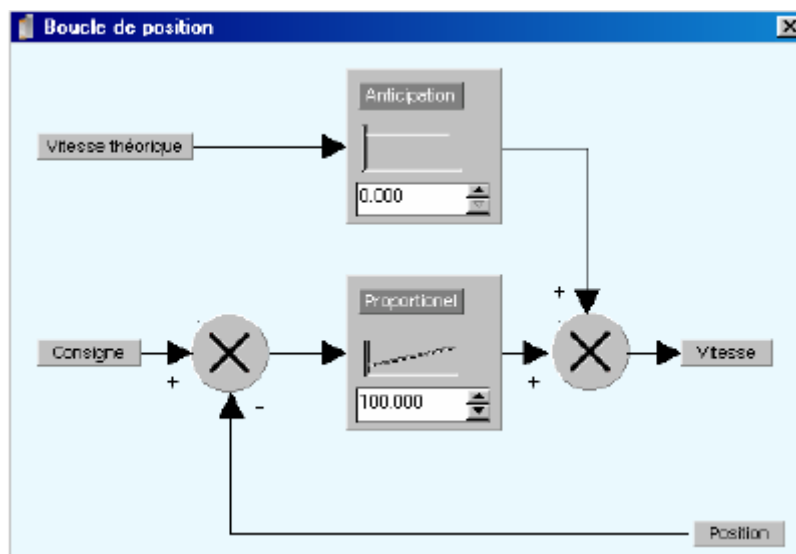 Boucle de position
Anticipation
Vitesse théorique
0.000
+
Proportionel
Consigne
Vitesse
+
+
-
100.000
Position